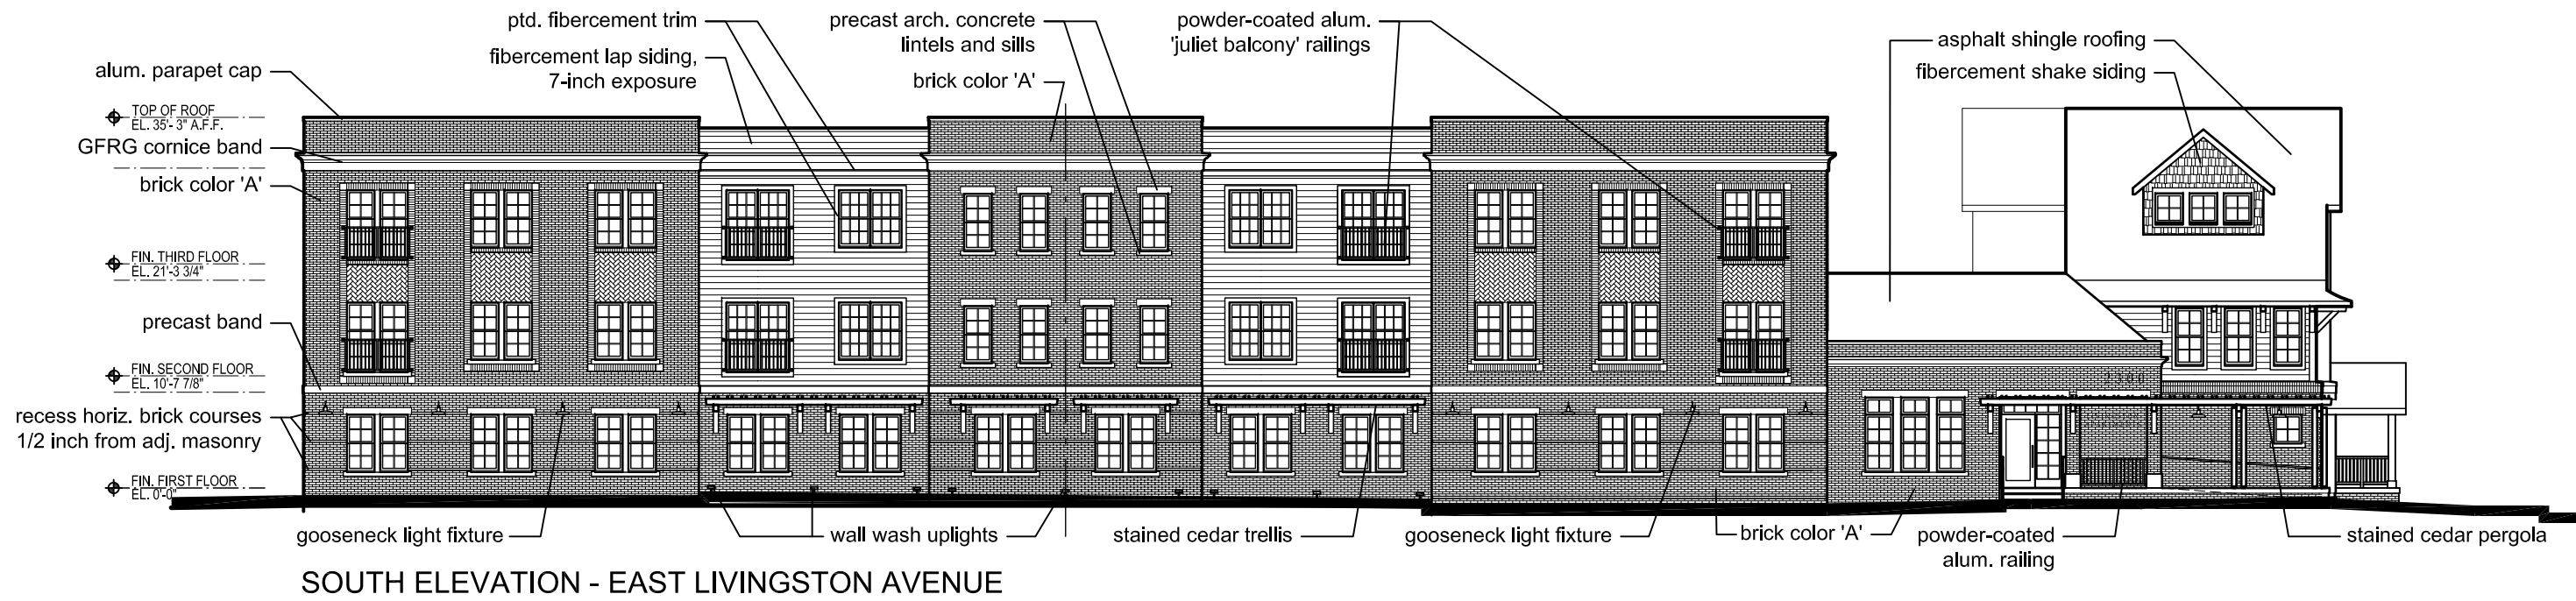 ptd. fibercement trim
fibercement lap siding,
7-inch exposure
precast arch. concrete
lintels and sills
brick color 'A'
powder-coated alum.
'juliet balcony' railings
asphalt shingle roofing
fibercement shake siding
alum. parapet cap
TOP OF ROOF
EL. 35'- 3" A.F.F.
GFRG cornice band
brick color 'A'
FIN. THIRD FLOOR
EL. 21'-3 3/4"
precast band
FIN. SECOND FLOOR
EL. 10'-7 7/8"
recess horiz. brick courses
1/2 inch from adj. masonry
FIN. FIRST FLOOR
EL. 0'-0"
2300
gooseneck light fixture
wall wash uplights
stained cedar trellis
gooseneck light fixture
brick color 'A'
powder-coated
alum. railing
stained cedar pergola
SOUTH ELEVATION - EAST LIVINGSTON AVENUE